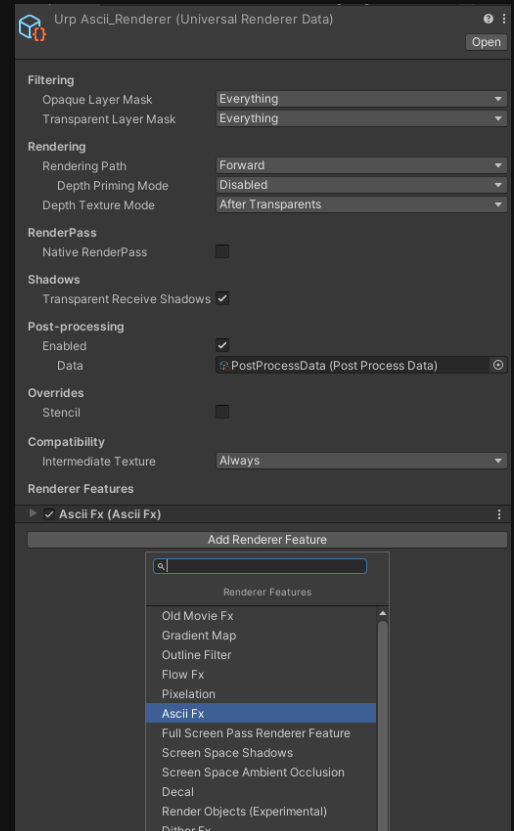 Urp Ascii_Renderer (Universal Renderer Data)
Open
Filtering
Opaque Layer Mask Everything
Transparent Layer Mask Everything
Rendering
Rendering Path Forward
Depth Priming Mode Disabled
Depth Texture Mode After Transparents
RenderPass
Native RenderPass
Shadows
Transparent Receive Shadows
Post-processing
Enabled
Data PostProcessData (Post Process Data)
Overrides
Stencil
Compatibility
Intermediate Texture Always
Renderer Features
Ascii Fx (Ascii Fx)
Add Renderer Feature
Renderer Features
Old Movie Fx
Gradient Map
Outline Filter
Flow Fx
Pixelation
Ascii Fx
Full Screen Pass Renderer Feature
Screen Space Shadows
Screen Space Ambient Occlusion
Decal
Render Objects (Experimental)
Dither Fx